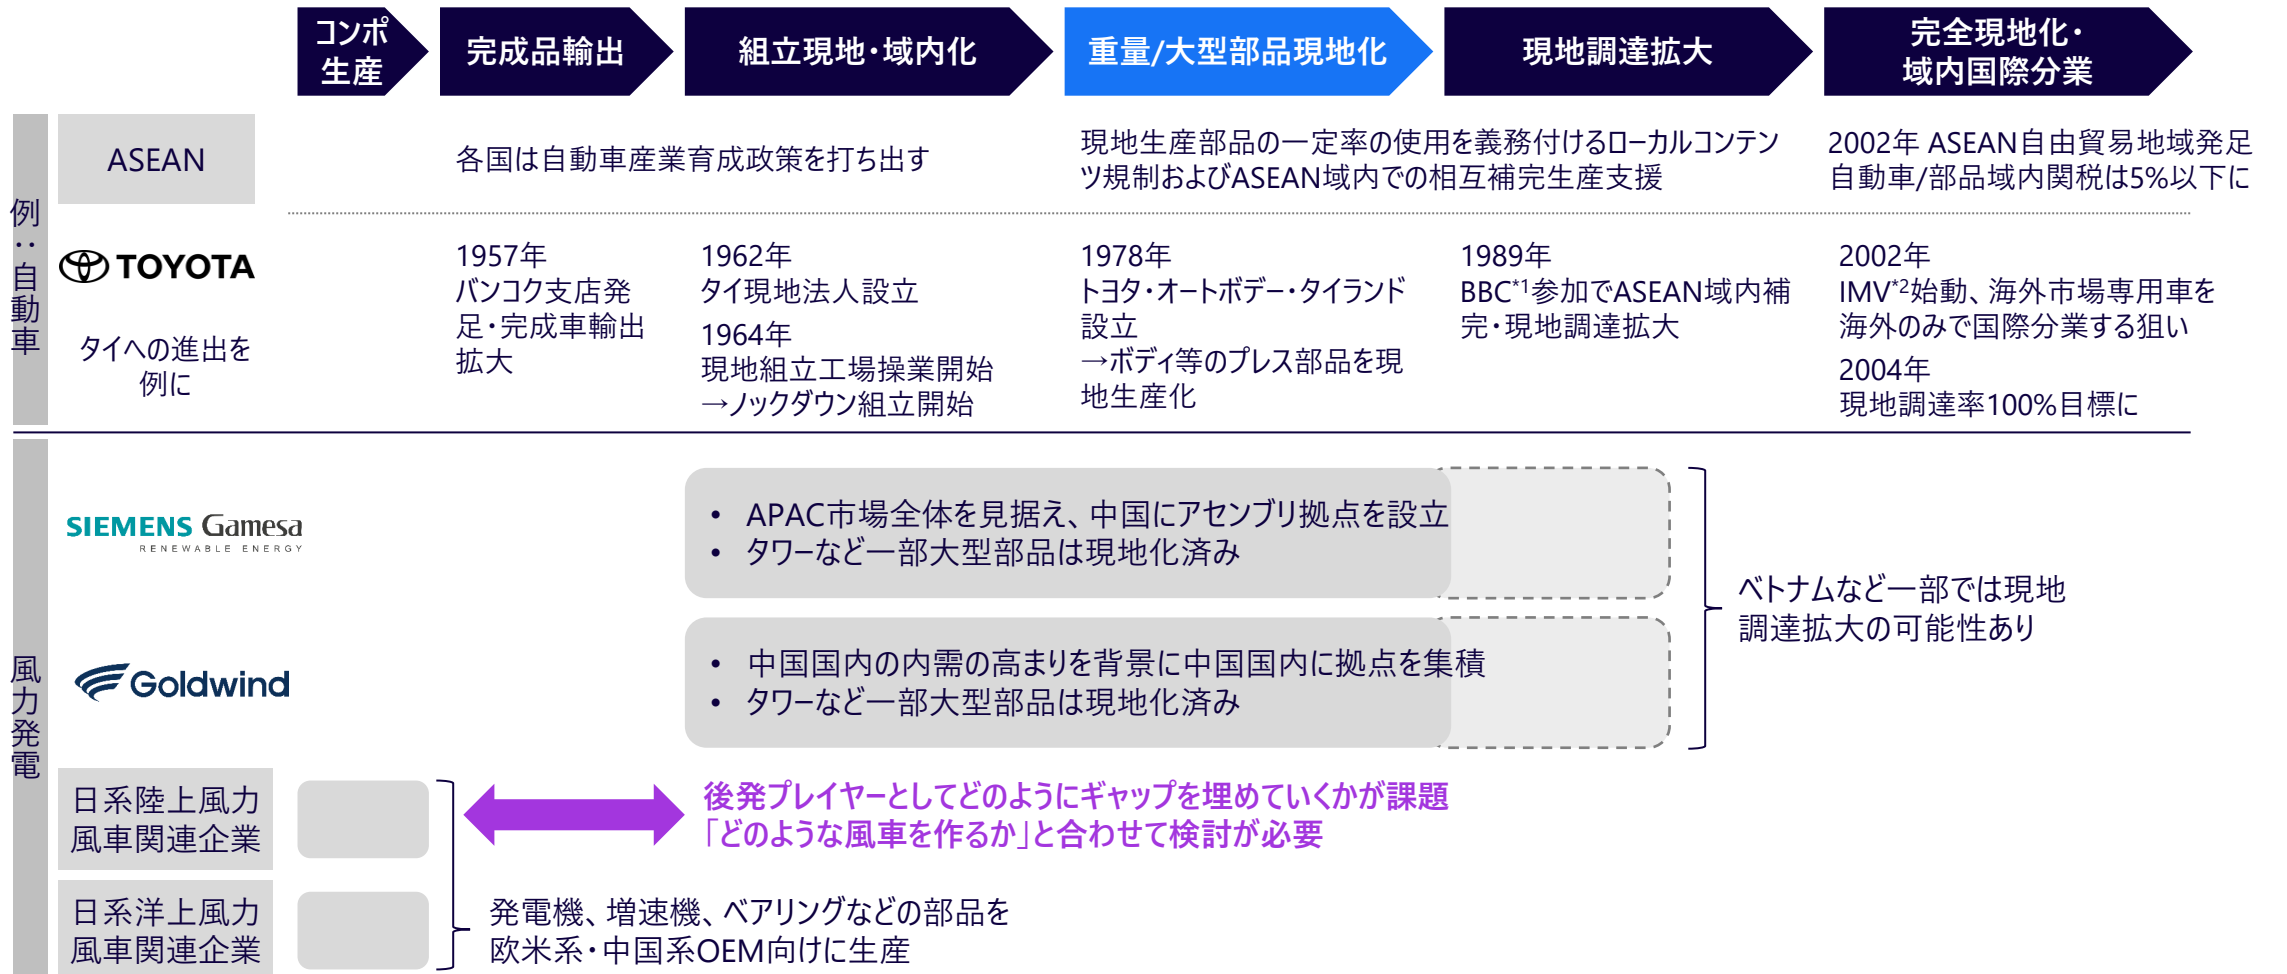 コンポ
生産
完成品輸出
組立現地・域内化
重量/大型部品現地化
現地調達拡大
完全現地化・
域内国際分業
例：自動車
ASEAN
各国は自動車産業育成政策を打ち出す
現地生産部品の一定率の使用を義務付けるローカルコンテン
ツ規制およびASEAN域内での相互補完生産支援
2002年 ASEAN自由貿易地域発足
自動車/部品域内関税は5%以下に
TOYOTA
タイへの進出を
例に
1957年
バンコク支店発
足・完成車輸出
拡大
1962年
タイ現地法人設立
1964年
現地組立工場操業開始
→ノックダウン組立開始
1978年
トヨタ・オートボデー・タイランド
設立
→ボディ等のプレス部品を現
地生産化
1989年
BBC*1参加でASEAN域内補
完・現地調達拡大
2002年
IMV*2始動、海外市場専用車を
海外のみで国際分業する狙い
2004年
現地調達率100%目標に
風力発電
SIEMENS Gamesa
RENEWABLE ENERGY
• APAC市場全体を見据え、中国にアセンブリ拠点を設立
• タワーなど一部大型部品は現地化済み
Goldwind
• 中国国内の内需の高まりを背景に中国国内に拠点を集積
• タワーなど一部大型部品は現地化済み
ベトナムなど一部では現地
調達拡大の可能性あり
日系陸上風力
風車関連企業
後発プレイヤーとしてどのようにギャップを埋めていくかが課題
「どのような風車を作るか」と合わせて検討が必要
日系洋上風力
風車関連企業
発電機、増速機、ベアリングなどの部品を
欧米系・中国系OEM向けに生産